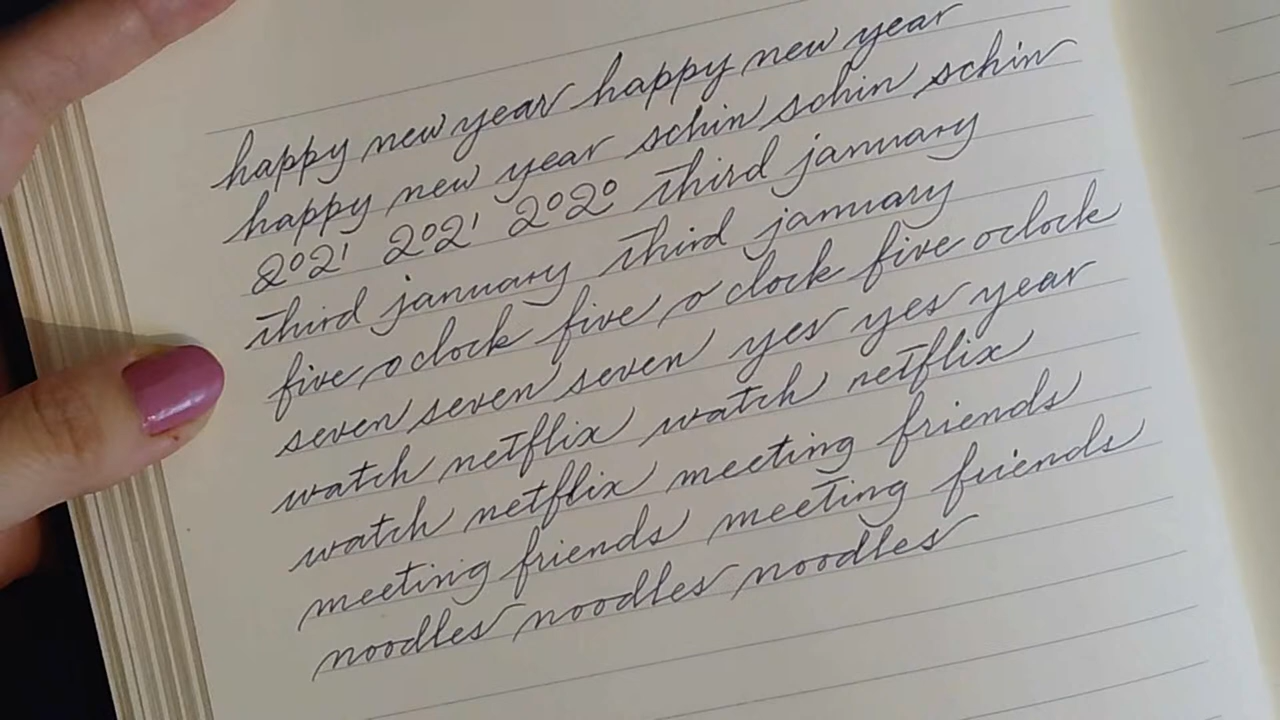 happy new year happy new year
happy new year schin schin schin
2021 2021 2020 third january
third january third january
five o clock five o clock five oclock
seven seven seven yes yes year
watch netflix watch netflix
watch netflix meeting friends
meeting friends meeting friends
noodles noodles noodles